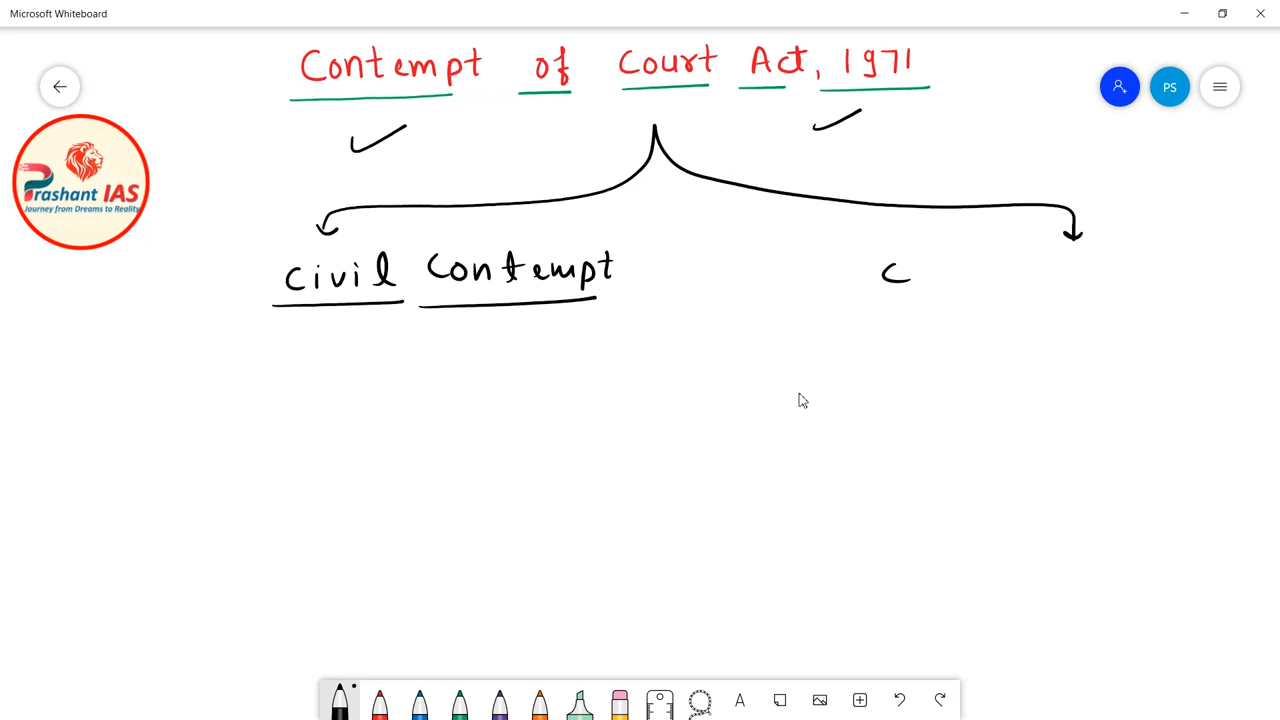 Microsoft Whiteboard
Contempt of Court Act, 1971
PS
Prashant IAS
Journey from Dreams to Reality
Civil Contempt
C
A